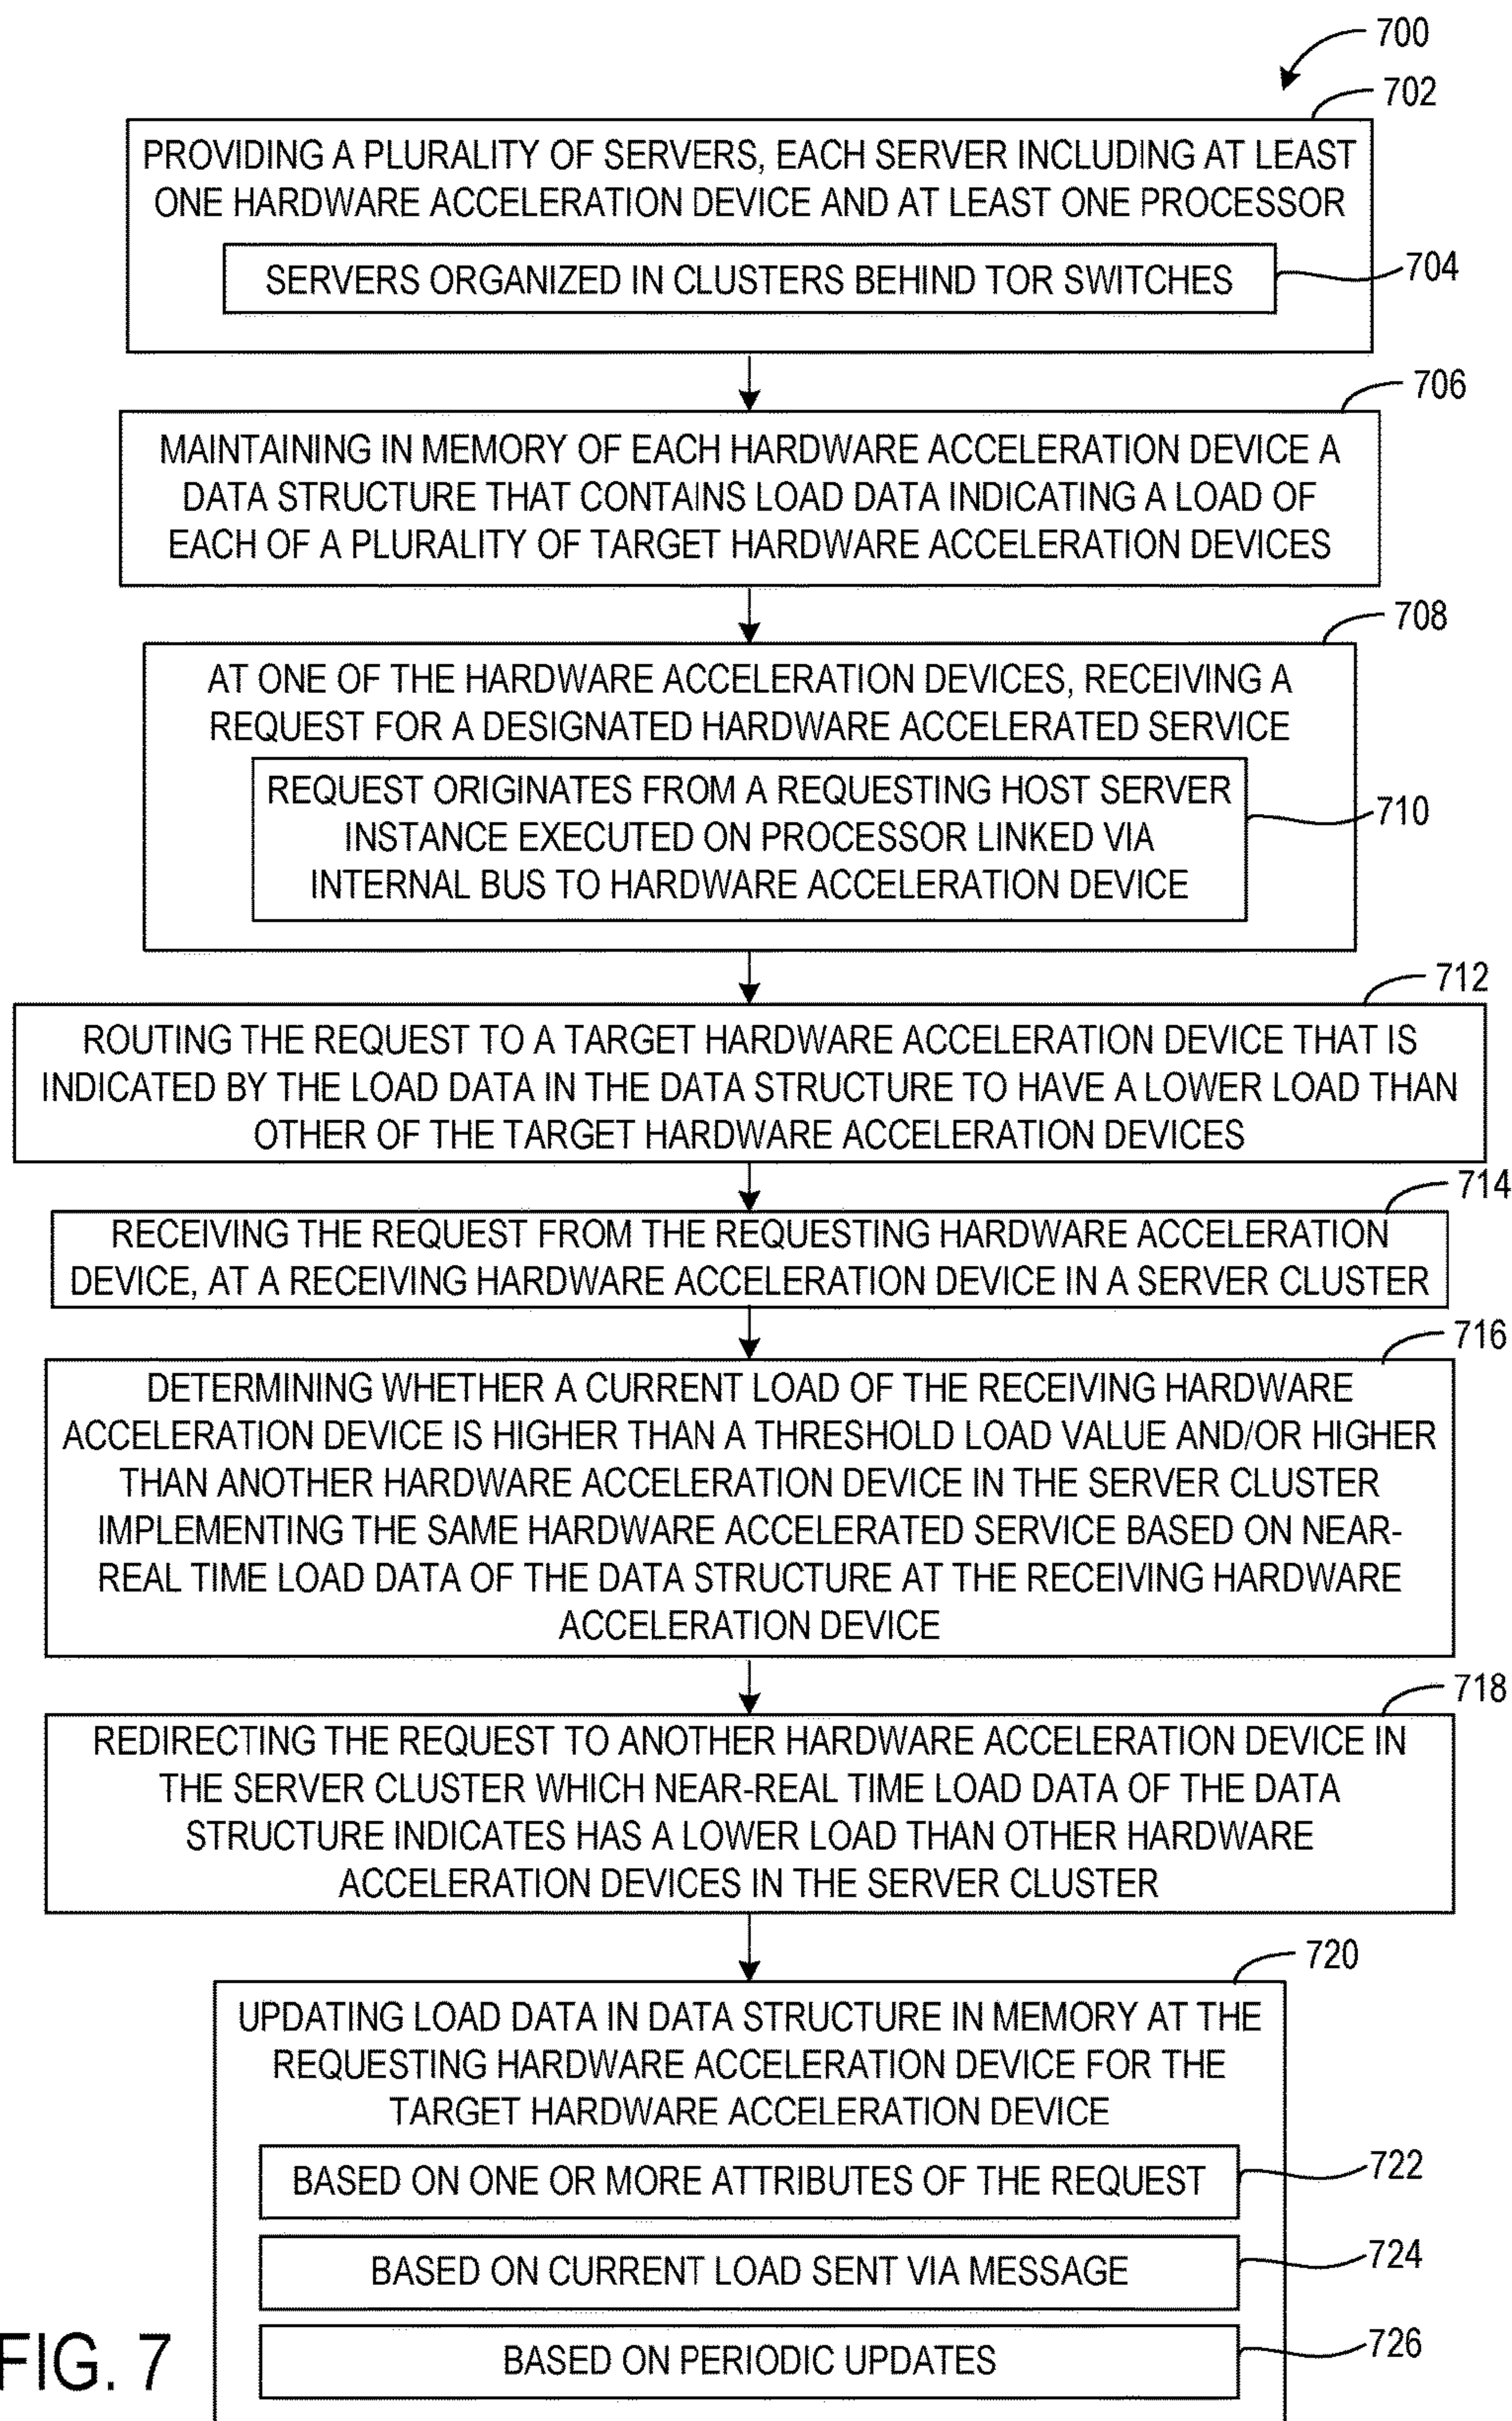 700
702
PROVIDING A PLURALITY OF SERVERS, EACH SERVER INCLUDING AT LEAST
ONE HARDWARE ACCELERATION DEVICE AND AT LEAST ONE PROCESSOR
SERVERS ORGANIZED IN CLUSTERS BEHIND TOR SWITCHES
704
706
MAINTAINING IN MEMORY OF EACH HARDWARE ACCELERATION DEVICE A
DATA STRUCTURE THAT CONTAINS LOAD DATA INDICATING A LOAD OF
EACH OF A PLURALITY OF TARGET HARDWARE ACCELERATION DEVICES
708
AT ONE OF THE HARDWARE ACCELERATION DEVICES, RECEIVING A
REQUEST FOR A DESIGNATED HARDWARE ACCELERATED SERVICE
REQUEST ORIGINATES FROM A REQUESTING HOST SERVER
INSTANCE EXECUTED ON PROCESSOR LINKED VIA
INTERNAL BUS TO HARDWARE ACCELERATION DEVICE
710
712
ROUTING THE REQUEST TO A TARGET HARDWARE ACCELERATION DEVICE THAT IS
INDICATED BY THE LOAD DATA IN THE DATA STRUCTURE TO HAVE A LOWER LOAD THAN
OTHER OF THE TARGET HARDWARE ACCELERATION DEVICES
714
RECEIVING THE REQUEST FROM THE REQUESTING HARDWARE ACCELERATION
DEVICE, AT A RECEIVING HARDWARE ACCELERATION DEVICE IN A SERVER CLUSTER
716
DETERMINING WHETHER A CURRENT LOAD OF THE RECEIVING HARDWARE
ACCELERATION DEVICE IS HIGHER THAN A THRESHOLD LOAD VALUE AND/OR HIGHER
THAN ANOTHER HARDWARE ACCELERATION DEVICE IN THE SERVER CLUSTER
IMPLEMENTING THE SAME HARDWARE ACCELERATED SERVICE BASED ON NEAR-
REAL TIME LOAD DATA OF THE DATA STRUCTURE AT THE RECEIVING HARDWARE
ACCELERATION DEVICE
718
REDIRECTING THE REQUEST TO ANOTHER HARDWARE ACCELERATION DEVICE IN
THE SERVER CLUSTER WHICH NEAR-REAL TIME LOAD DATA OF THE DATA
STRUCTURE INDICATES HAS A LOWER LOAD THAN OTHER HARDWARE
ACCELERATION DEVICES IN THE SERVER CLUSTER
720
UPDATING LOAD DATA IN DATA STRUCTURE IN MEMORY AT THE
REQUESTING HARDWARE ACCELERATION DEVICE FOR THE
TARGET HARDWARE ACCELERATION DEVICE
BASED ON ONE OR MORE ATTRIBUTES OF THE REQUEST
722
BASED ON CURRENT LOAD SENT VIA MESSAGE
724
BASED ON PERIODIC UPDATES
726
FIG. 7